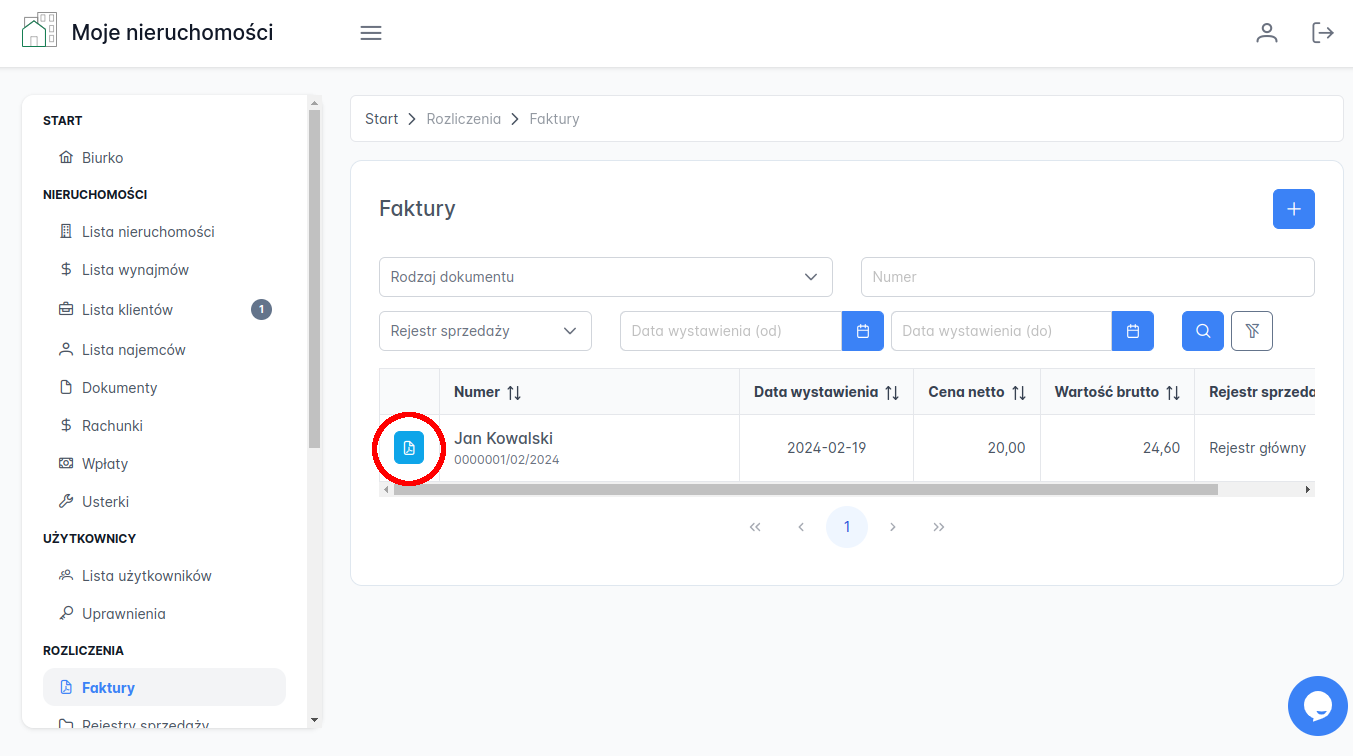 Moje nieruchomości
START
Biurko
NIERUCHOMOŚCI
Lista nieruchomości
Lista wynajmów
Lista klientów 1
Lista najemców
Dokumenty
Rachunki
Wpłaty
Usterki
UŻYTKOWNICY
Lista użytkowników
Uprawnienia
ROZLICZENIA
Faktury
Rejestry sprzedaży
Start > Rozliczenia > Faktury
Faktury
Rodzaj dokumentu Numer
Rejestr sprzedaży Data wystawienia (od) Data wystawienia (do)
Numer Data wystawienia Cena netto Wartość brutto Rejestr sprzeda
Jan Kowalski 2024-02-19 20,00 24,60 Rejestr główny
0000001/02/2024
<< < 1 > >>